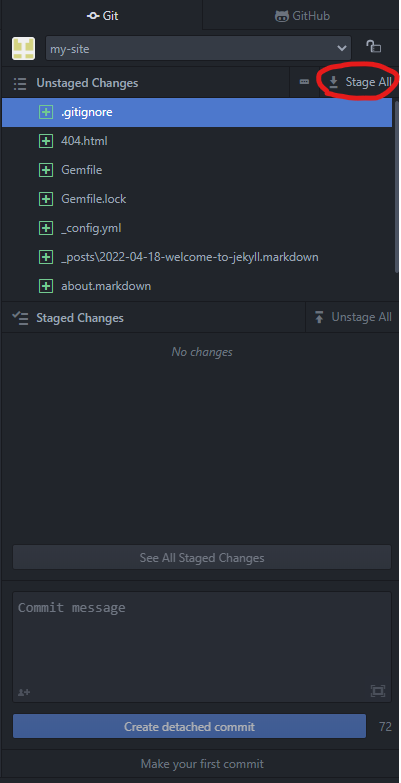 Git
GitHub
my-site
Unstaged Changes
Stage All
.gitignore
404.html
Gemfile
Gemfile.lock
_config.yml
_posts\2022-04-18-welcome-to-jekyll.markdown
about.markdown
Staged Changes
Unstage All
No changes
See All Staged Changes
Commit message
Create detached commit
72
Make your first commit